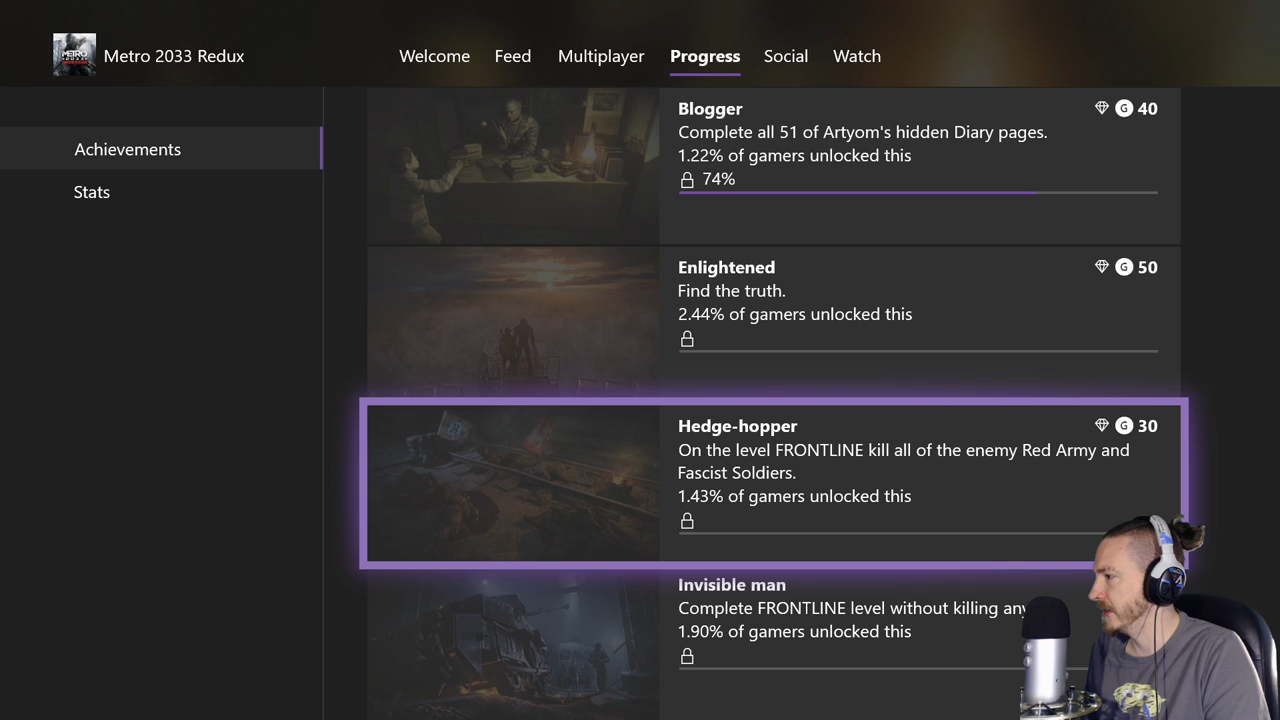 Metro 2033 Redux
Welcome Feed Multiplayer Progress Social Watch
Achievements
Stats
Blogger
G 40
Complete all 51 of Artyom's hidden Diary pages.
1.22% of gamers unlocked this
74%
Enlightened
G 50
Find the truth.
2.44% of gamers unlocked this
Hedge-hopper
G 30
On the level FRONTLINE kill all of the enemy Red Army and
Fascist Soldiers.
1.43% of gamers unlocked this
Invisible man
Complete FRONTLINE level without killing any
1.90% of gamers unlocked this